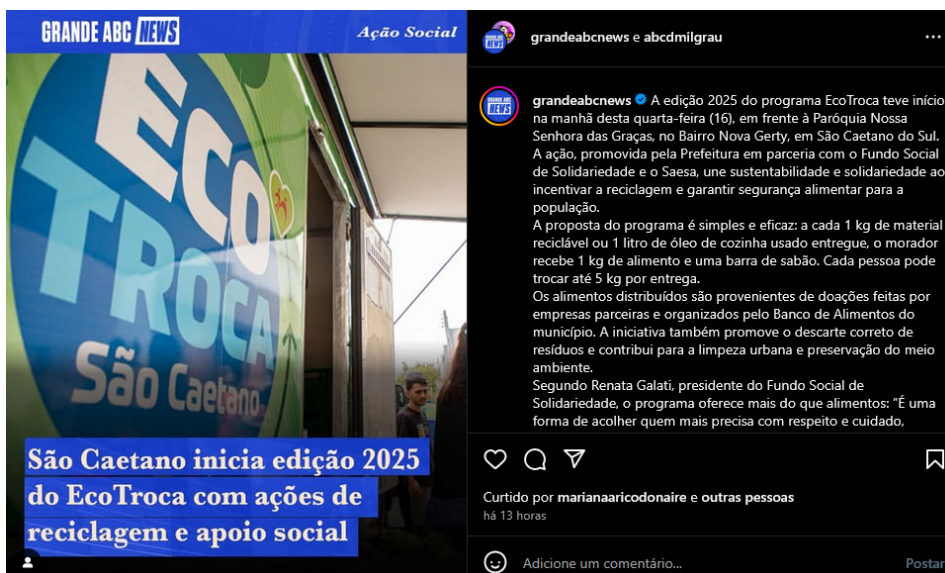 GRANDE ABC NEWS
Ação Social
ECO
TROCA
São Caetano
São Caetano inicia edição 2025
do EcoTroca com ações de
reciclagem e apoio social
grandeabcnews e abcdmilgrau
grandeabcnews A edição 2025 do programa EcoTroca teve início
na manhã desta quarta-feira (16), em frente à Paróquia Nossa
Senhora das Graças, no Bairro Nova Gerty, em São Caetano do Sul.
A ação, promovida pela Prefeitura em parceria com o Fundo Social
de Solidariedade e o Saesa, une sustentabilidade e solidariedade ao
incentivar a reciclagem e garantir segurança alimentar para a
população.
A proposta do programa é simples e eficaz: a cada 1 kg de material
reciclável ou 1 litro de óleo de cozinha usado entregue, o morador
recebe 1 kg de alimento e uma barra de sabão. Cada pessoa pode
trocar até 5 kg por entrega.
Os alimentos distribuídos são provenientes de doações feitas por
empresas parceiras e organizados pelo Banco de Alimentos do
município. A iniciativa também promove o descarte correto de
resíduos e contribui para a limpeza urbana e preservação do meio
ambiente.
Segundo Renata Galati, presidente do Fundo Social de
Solidariedade, o programa oferece mais do que alimentos: “É uma
forma de acolher quem mais precisa com respeito e cuidado,
Curtido por marianaaricodonaire e outras pessoas
há 13 horas
Adicione um comentário...
Postar